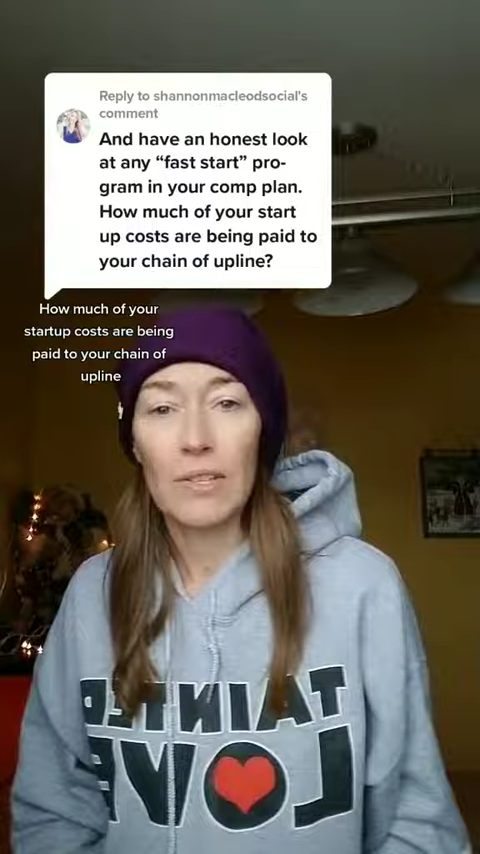 Reply to shannonmacleodsocial's
comment
And have an honest look
at any “fast start” pro-
gram in your comp plan.
How much of your start
up costs are being paid to
your chain of upline?
How much of your
startup costs are being
paid to your chain of
upline
TAINTED
LOVE